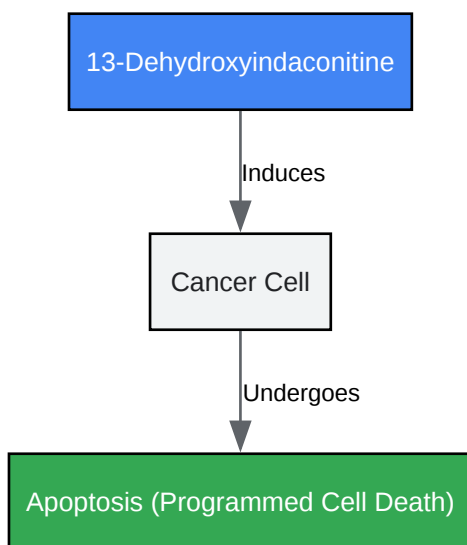 13-Dehydroxyindaconitine
Induces
Cancer Cell
Undergoes
Apoptosis (Programmed Cell Death)